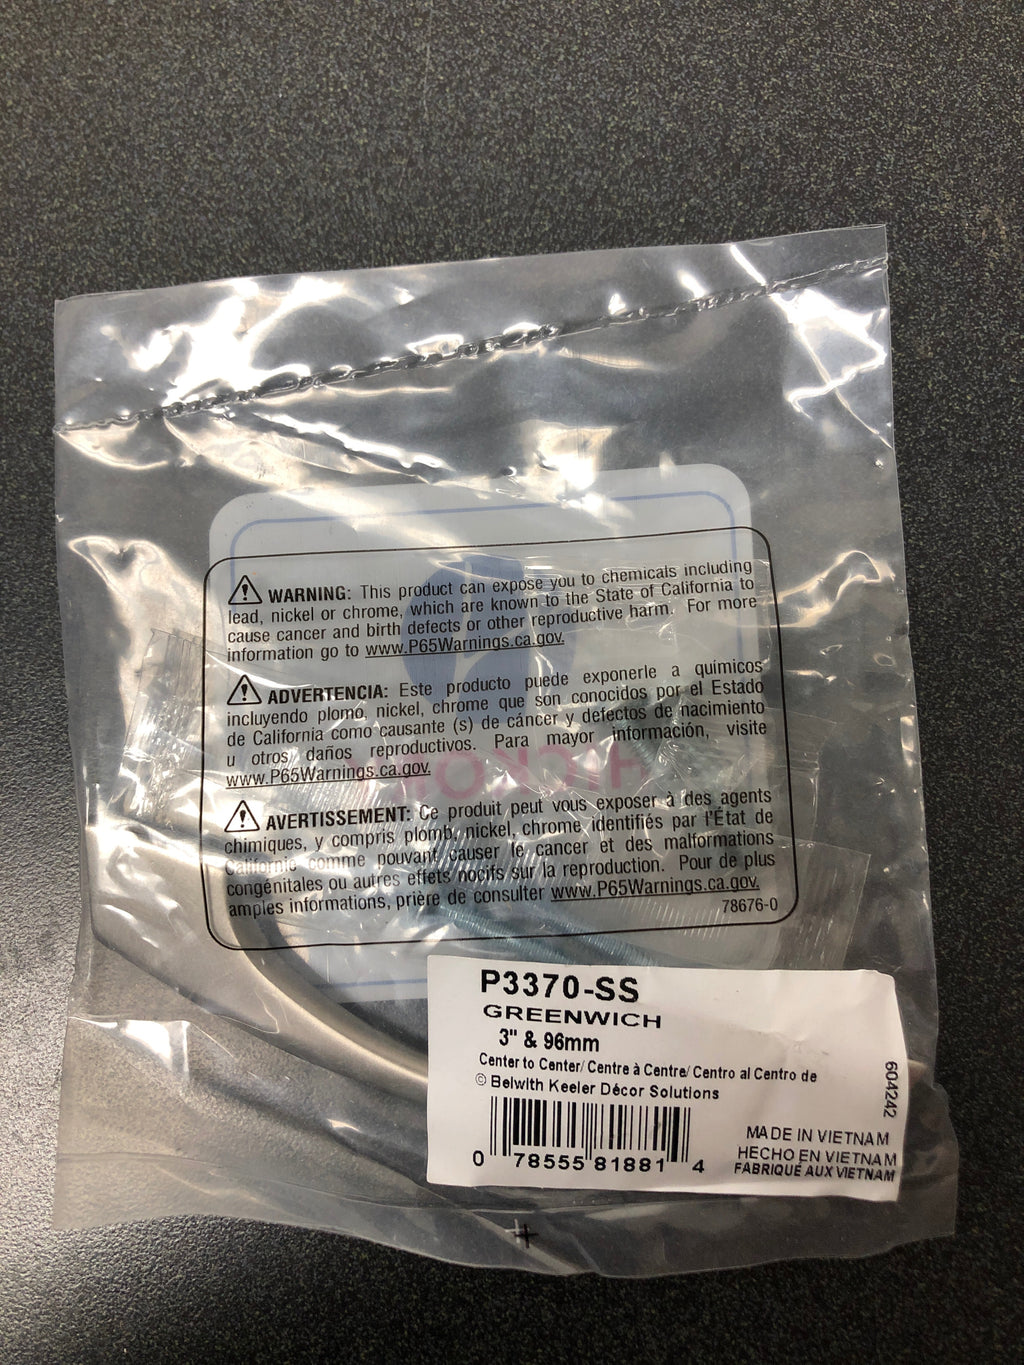 ⚠ WARNING: This product can expose you to chemicals including
lead, nickel or chrome, which are known to the State of California to
cause cancer and birth defects or other reproductive harm. For more
information go to www.P65Warnings.ca.gov.
⚠ ADVERTENCIA: Este producto puede exponerle a químicos
incluyendo plomo, nickel, chrome que son conocidos por el Estado
de California como causante (s) de cáncer y defectos de nacimiento
u otros daños reproductivos. Para mayor información, visite
www.P65Warnings.ca.gov.
HICKORY
⚠ AVERTISSEMENT: Ce produit peut vous exposer à des agents
chimiques, y compris plomb, nickel, chrome identifiés par l'État de
Californie comme pouvant causer le cancer et des malformations
congénitales ou autres effets nocifs sur la reproduction. Pour de plus
amples informations, prière de consulter www.P65Warnings.ca.gov.
78676-0
P3370-SS
GREENWICH
3" & 96mm
Center to Center/ Centre à Centre/ Centro al Centro de
© Belwith Keeler Décor Solutions
0 78555 81881 4
604242
MADE IN VIETNAM
HECHO EN VIETNAM
FABRIQUÉ AUX VIETNAM